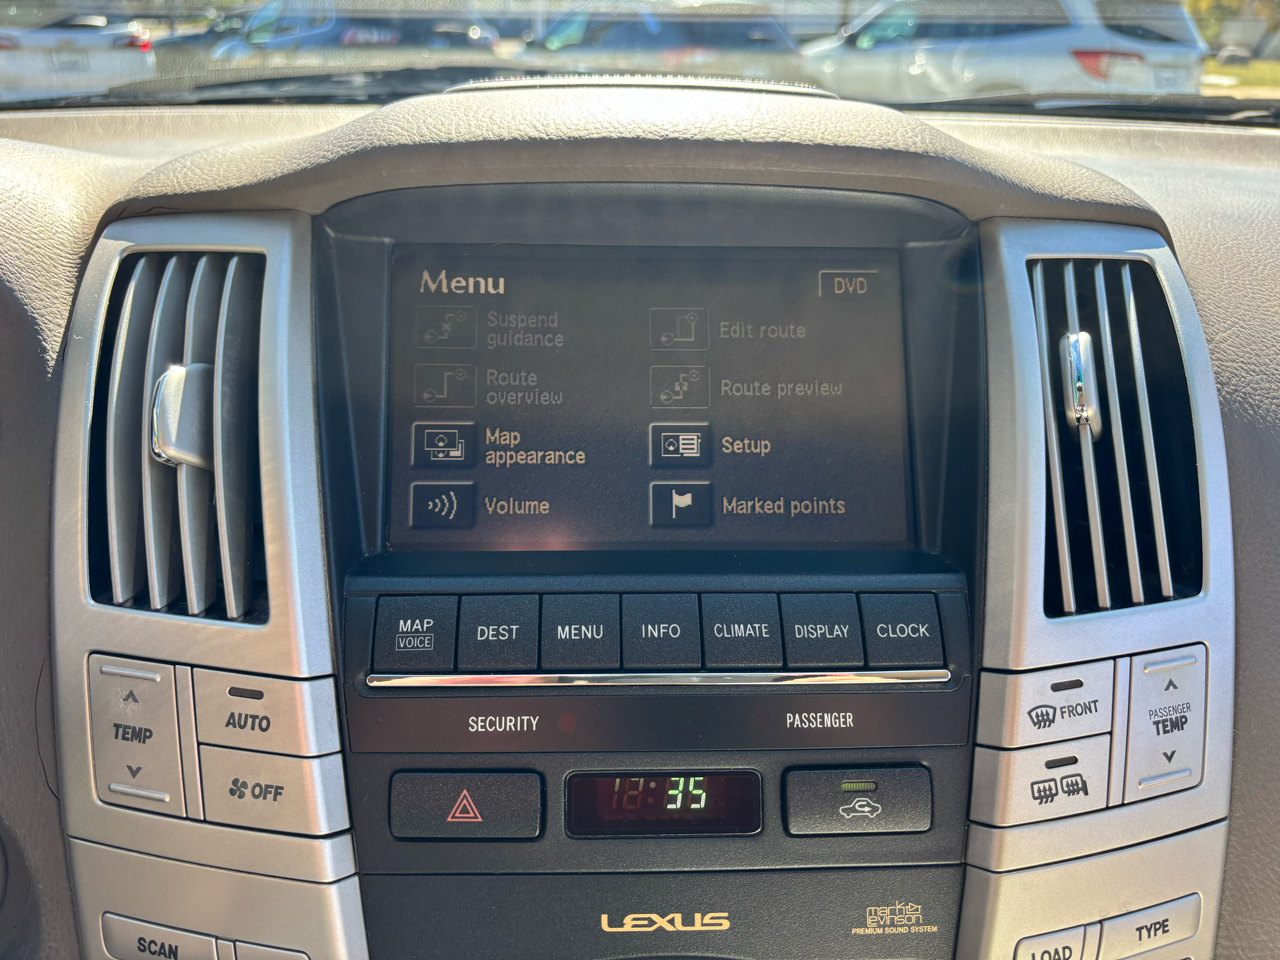 Menu
DVD
Suspend
guidance
Edit route
Route
overview
Route preview
Map
appearance
Setup
Volume
Marked points
MAP
VOICE
DEST
MENU
INFO
CLIMATE
DISPLAY
CLOCK
SECURITY
PASSENGER
TEMP
AUTO
OFF
FRONT
PASSENGER
TEMP
12:35
LEXUS
mark
levinson
PREMIUM SOUND SYSTEM
SCAN
LOAD
TYPE